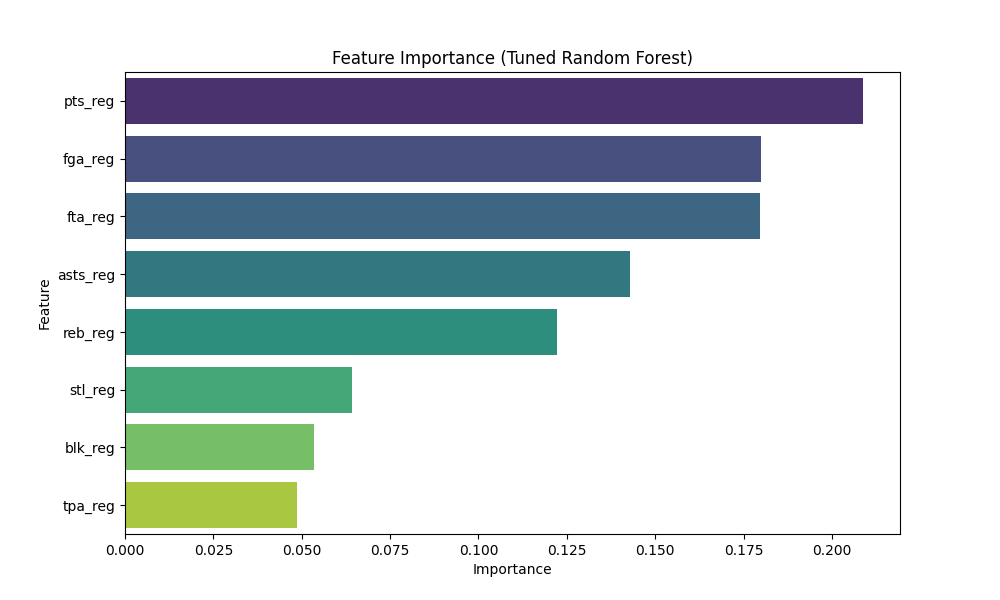 Feature Importance (Tuned Random Forest)
pts_reg
fga_reg
fta_reg
asts_reg
reb_reg
stl_reg
blk_reg
tpa_reg
Feature
0.000 0.025 0.050 0.075 0.100 0.125 0.150 0.175 0.200
Importance